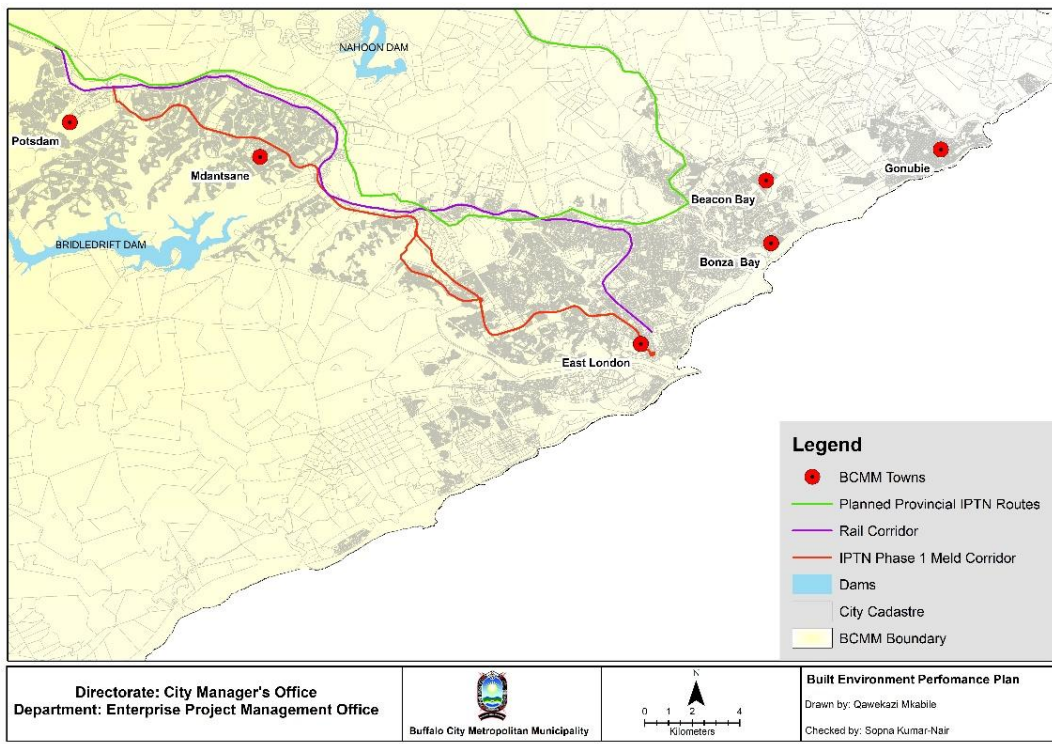 NAHOON DAM
Potsdam
Mdantsane
Gonubie
Beacon Bay
BRIDLEDRIFT DAM
Bonza Bay
East London
Legend
BCMM Towns
Planned Provincial IPTN Routes
Rail Corridor
IPTN Phase 1 Meld Corridor
Dams
City Cadastre
BCMM Boundary
Directorate: City Manager's Office
Department: Enterprise Project Management Office
Buffalo City Metropolitan Municipality
N
0 2 4
Kilometers
Built Environment Perfomance Plan
Drawn by: Qawekazi Mkabile
Checked by: Sopna Kumar-Nair